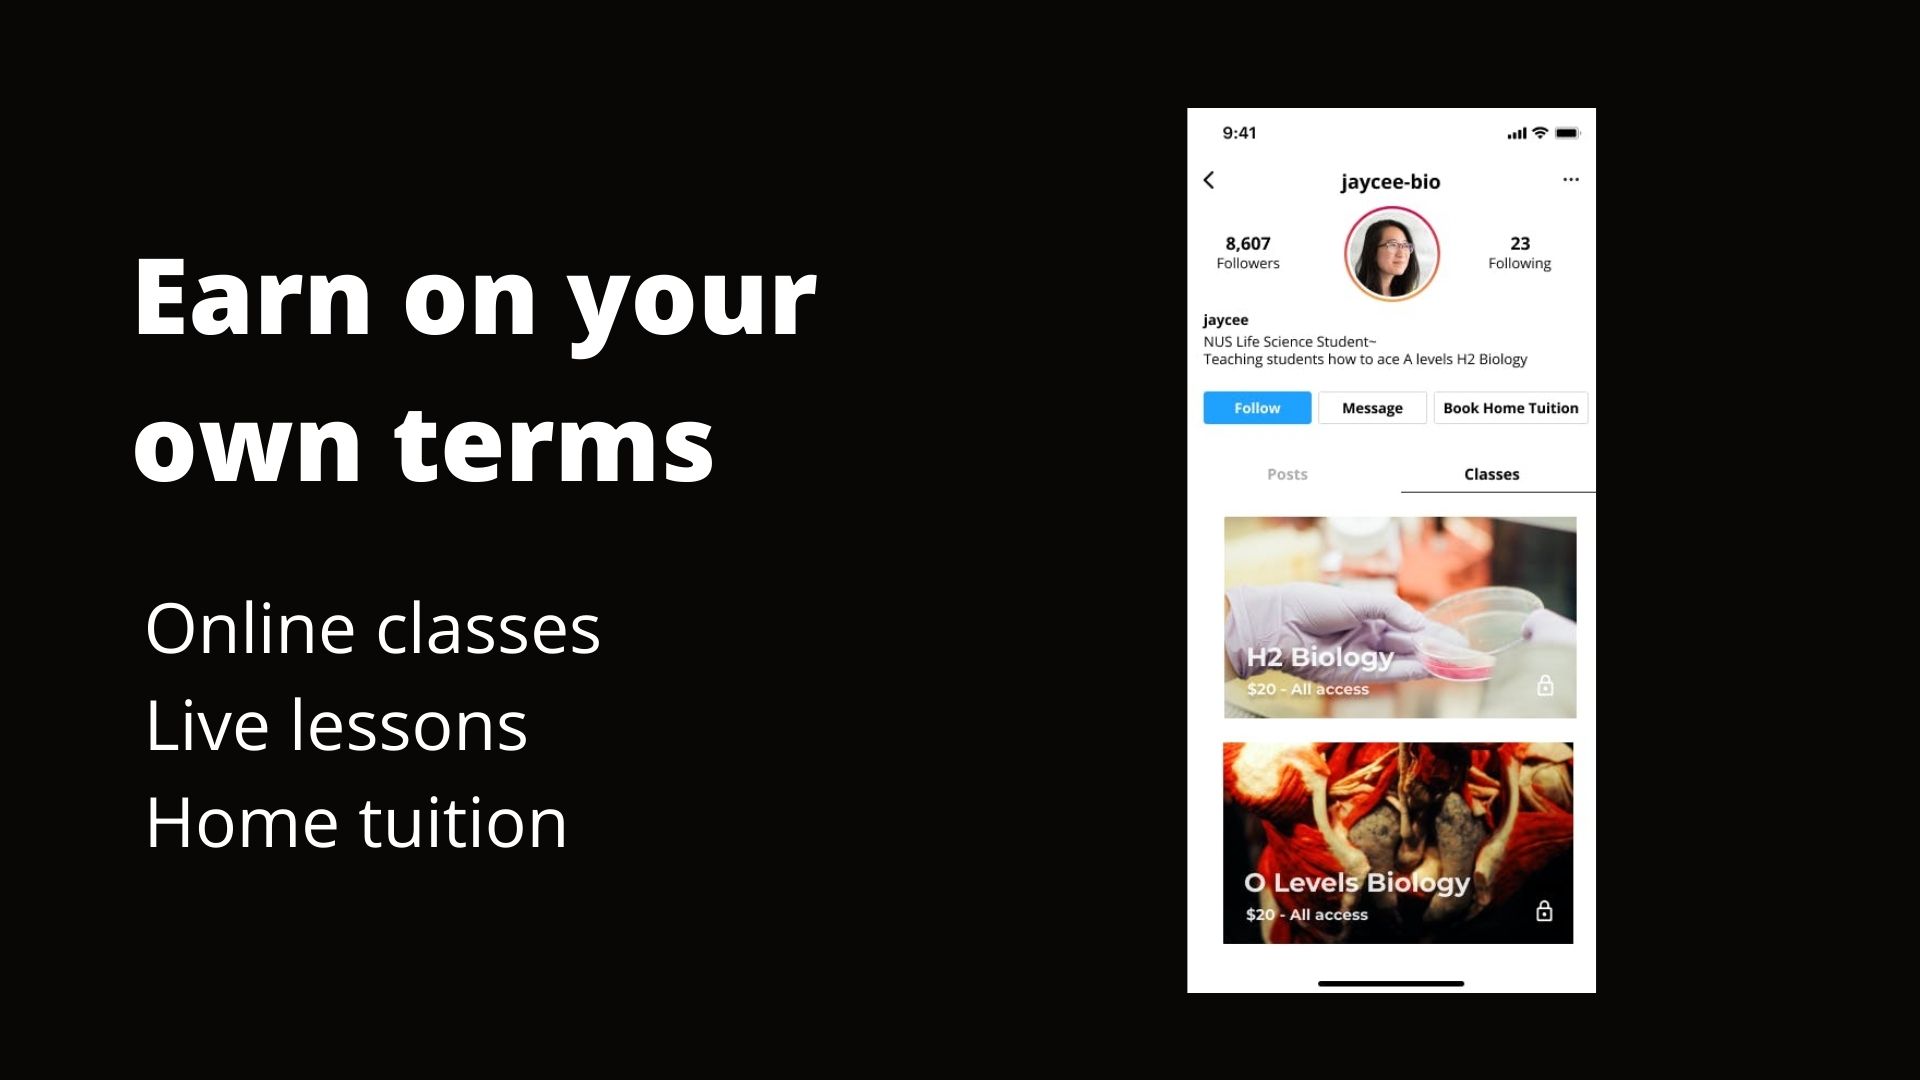 Earn on your
own terms
Online classes
Live lessons
Home tuition
9:41
jaycee-bio
8,607
Followers
23
Following
jaycee
NUS Life Science Student~
Teaching students how to ace A levels H2 Biology
Follow
Message
Book Home Tuition
Posts
Classes
H2 Biology
$20 - All access
O Levels Biology
$20 - All access